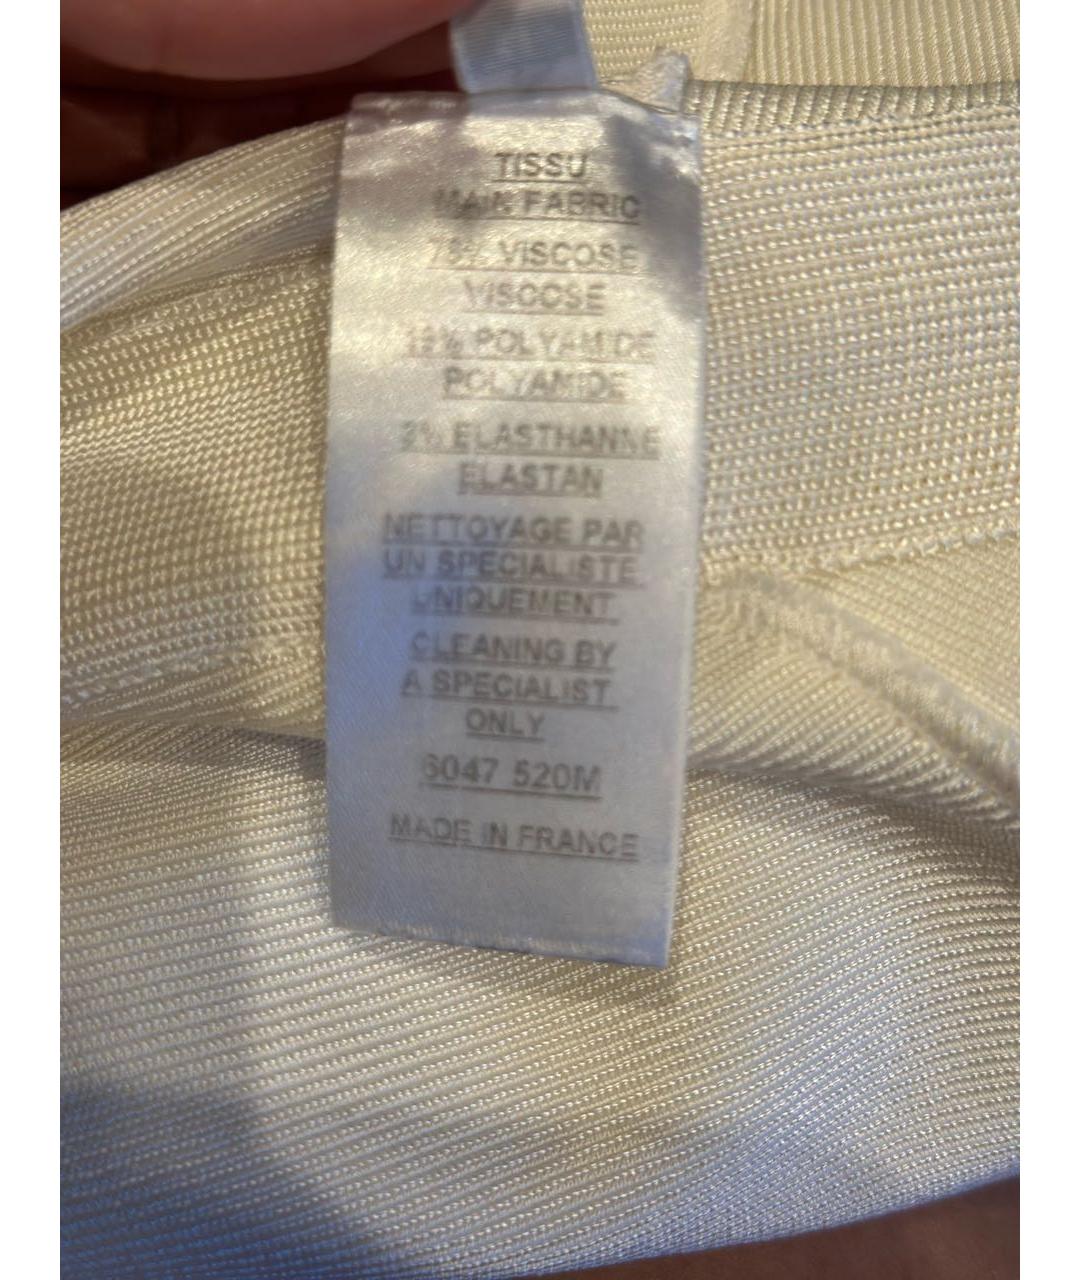 TISSU
MAIN FABRIC
VISCOSE
VISCOSE
19% POLYAMIDE
POLYAMIDE
ELASTHANNE
ELASTAN
NETTOYAGE PAR
UN SPECIALISTE
UNIQUEMENT
CLEANING BY
A SPECIALIST
ONLY
6047 520M
MADE IN FRANCE